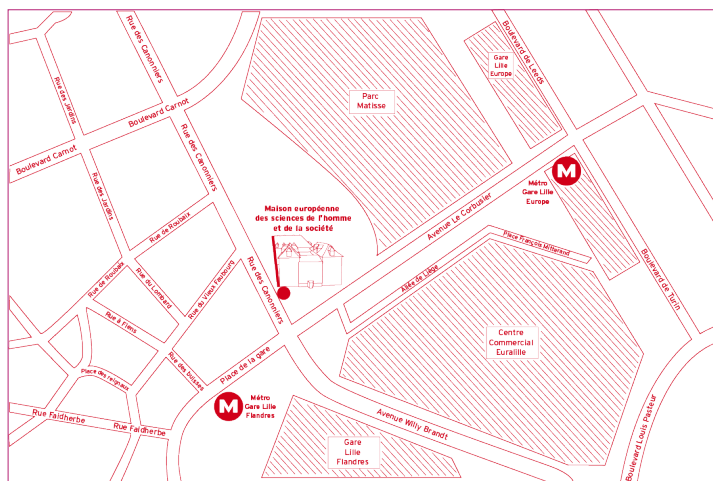 Rue des Canonniers
Rue des Jardins
Boulevard Carnot
Boulevard Carnot
Rue des Canonniers
Rue des Jardins
Rue de Roubaix
Rue de Roubaix
Rue du Lombard
Rue du Vieux Faubourg
Rue des Canonniers
Rue à Fiens
Place des reignaux
Rue des buisses
Place de la gare
Rue Faidherbe
Rue Faidherbe
Parc
Matisse
Gare
Lille
Europe
Boulevard de Leeds
M
Métro
Gare Lille
Europe
Maison européenne
des sciences de l'homme
et de la société
Avenue Le Corbusier
Place François Mitterand
Allée de Liège
Boulevard de Turin
Centre
Commercial
Euralille
M
Métro
Gare Lille
Flandres
Gare
Lille
Flandres
Avenue Willy Brandt
Boulevard Louis Pasteur